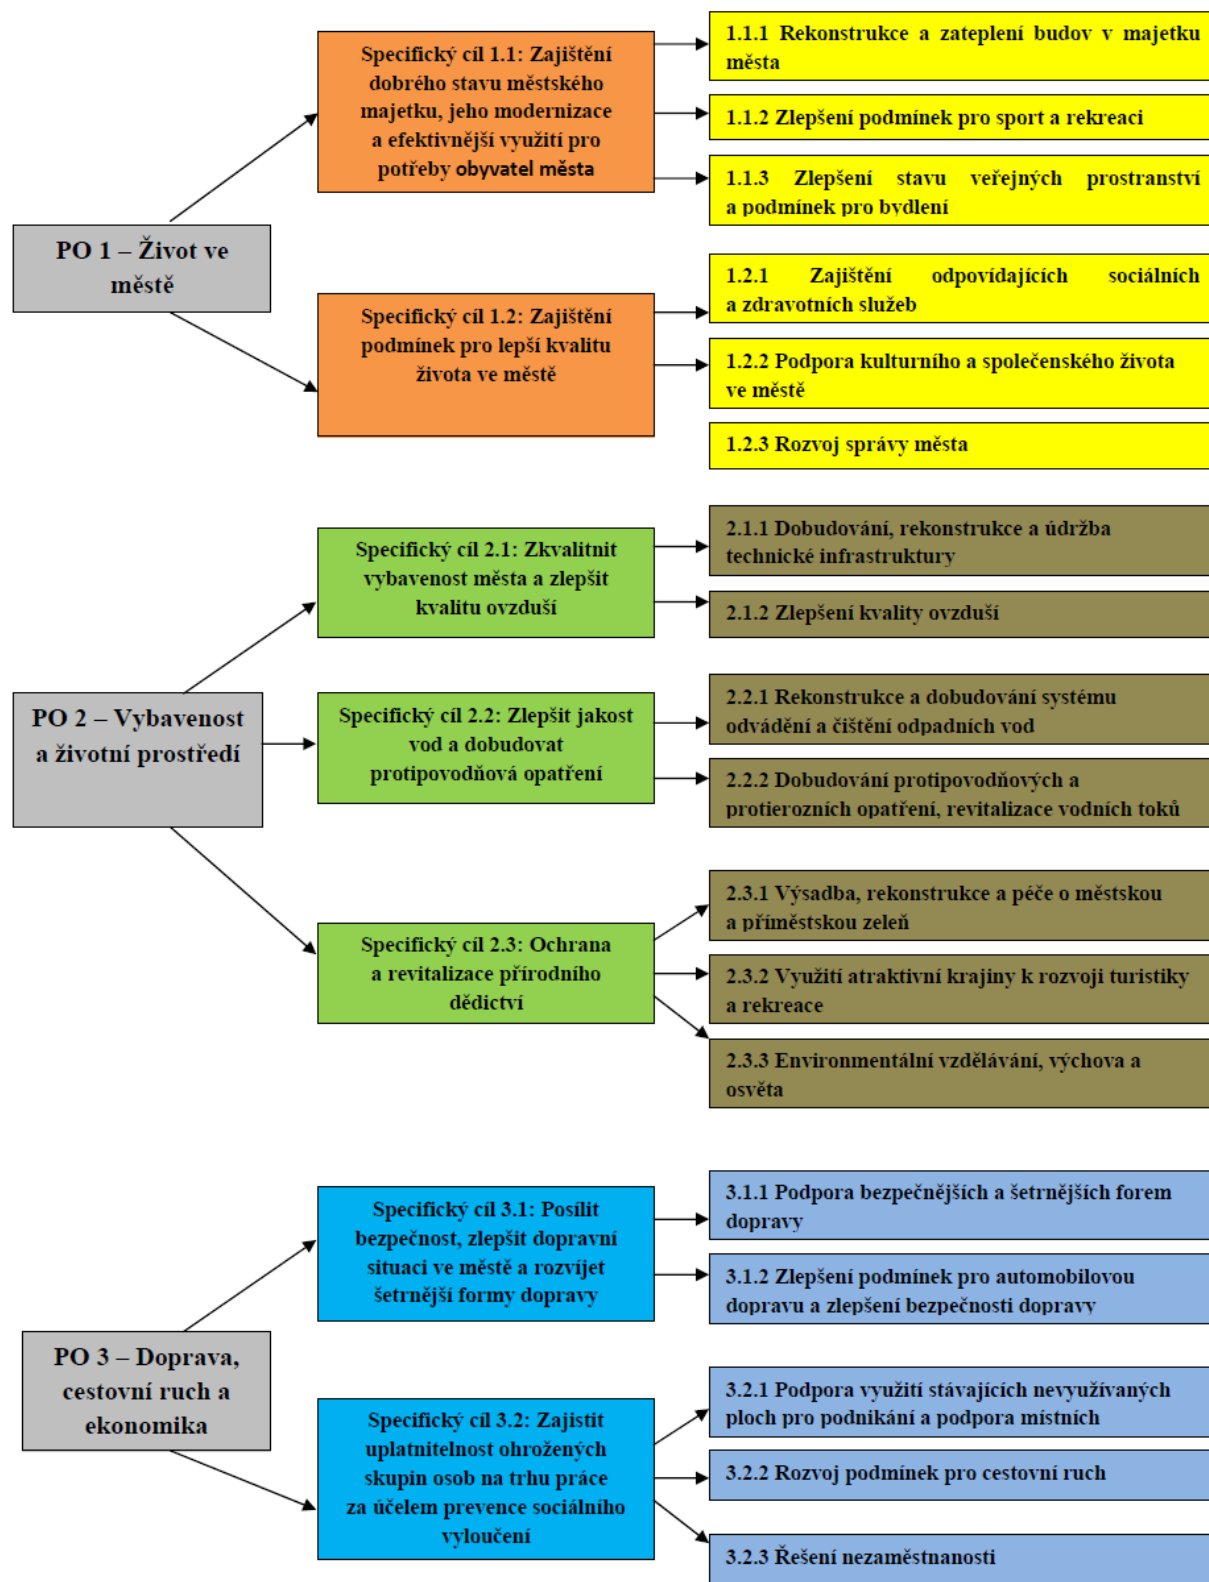 PO 1 – Život ve
městě
Specifický cíl 1.1: Zajištění
dobrého stavu městského
majetku, jeho modernizace
a efektivnější využití pro
potřeby obyvatel města
1.1.1 Rekonstrukce a zateplení budov v majetku
města
1.1.2 Zlepšení podmínek pro sport a rekreaci
1.1.3 Zlepšení stavu veřejných prostranství
a podmínek pro bydlení
Specifický cíl 1.2: Zajištění
podmínek pro lepší kvalitu
života ve městě
1.2.1 Zajištění odpovídajících sociálních
a zdravotních služeb
1.2.2 Podpora kulturního a společenského života
ve městě
1.2.3 Rozvoj správy města
PO 2 – Vybavenost
a životní prostředí
Specifický cíl 2.1: Zkvalitnit
vybavenost města a zlepšit
kvalitu ovzduší
2.1.1 Dobudování, rekonstrukce a údržba
technické infrastruktury
2.1.2 Zlepšení kvality ovzduší
Specifický cíl 2.2: Zlepšit jakost
vod a dobudovat
protipovodňová opatření
2.2.1 Rekonstrukce a dobudování systému
odvádění a čištění odpadních vod
2.2.2 Dobudování protipovodňových a
protierozních opatření, revitalizace vodních toků
Specifický cíl 2.3: Ochrana
a revitalizace přírodního
dědictví
2.3.1 Výsadba, rekonstrukce a péče o městskou
a příměstskou zeleň
2.3.2 Využití atraktivní krajiny k rozvoji turistiky
a rekreace
2.3.3 Environmentální vzdělávání, výchova a
osvěta
PO 3 – Doprava,
cestovní ruch a
ekonomika
Specifický cíl 3.1: Posílit
bezpečnost, zlepšit dopravní
situaci ve městě a rozvíjet
šetrnější formy dopravy
3.1.1 Podpora bezpečnějších a šetrnějších forem
dopravy
3.1.2 Zlepšení podmínek pro automobilovou
dopravu a zlepšení bezpečnosti dopravy
Specifický cíl 3.2: Zajistit
uplatnitelnost ohrožených
skupin osob na trhu práce
za účelem prevence sociálního
vyloučení
3.2.1 Podpora využití stávajících nevyužívaných
ploch pro podnikání a podpora místních
3.2.2 Rozvoj podmínek pro cestovní ruch
3.2.3 Řešení nezaměstnanosti